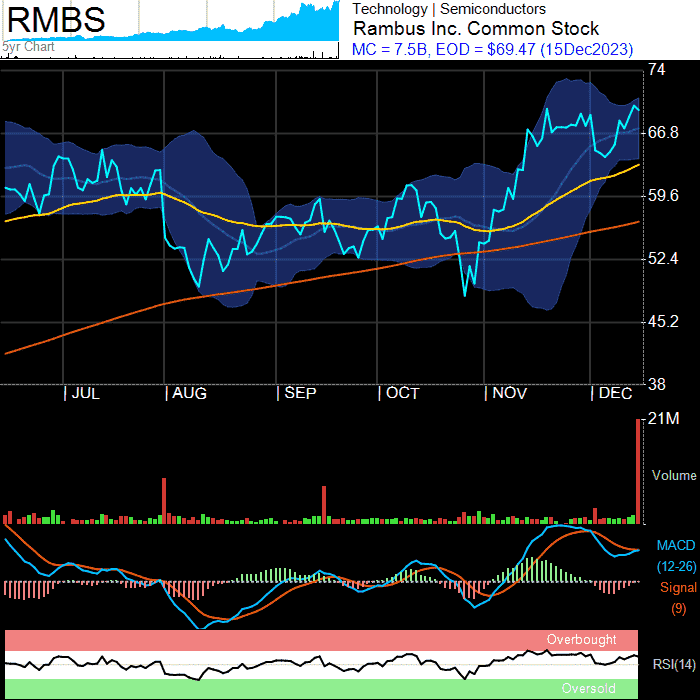 RMBS
5yr Chart
Technology | Semiconductors
Rambus Inc. Common Stock
MC = 7.5B, EOD = $69.47 (15Dec2023)
74
66.8
59.6
52.4
45.2
38
| JUL | AUG | SEP | OCT | NOV | DEC
21M
Volume
MACD
(12-26)
Signal
(9)
Overbought
RSI(14)
Oversold